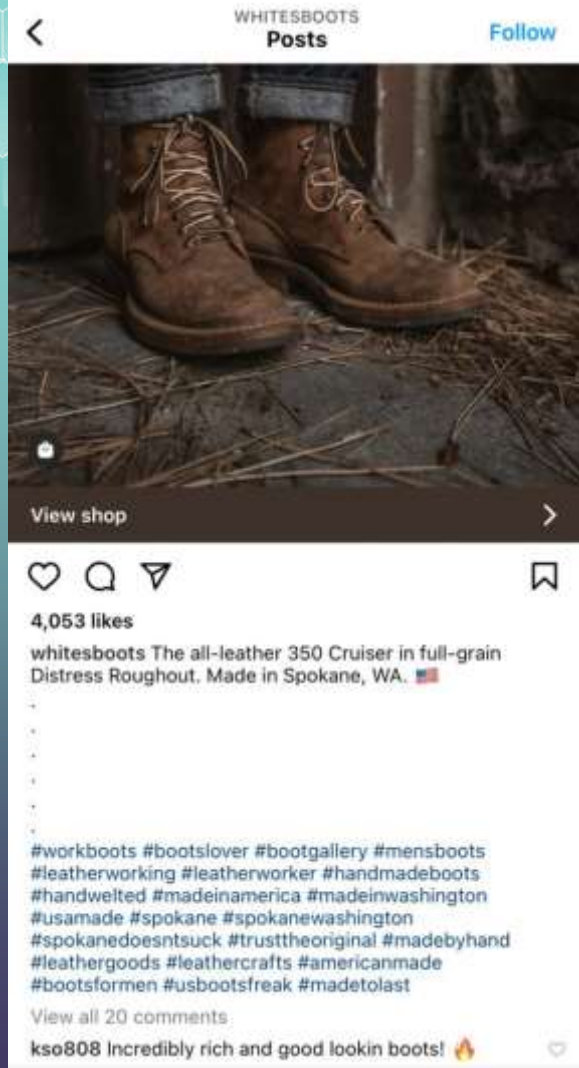 WHITESBOOTS
Posts
Follow
View shop
4,053 likes
whitesboots The all-leather 350 Cruiser in full-grain
Distress Roughout. Made in Spokane, WA. 🇺🇸
.
.
.
.
.
.
#workboots #bootslover #bootgallery #mensboots
#leatherworking #leatherworker #handmadeboots
#handwelted #madeinamerica #madeinwashington
#usamade #spokane #spokanewashington
#spokanedoesntsuck #trusttheoriginal #madebyhand
#leathergoods #leathercrafts #americanmade
#bootsformen #usbootsfreak #madetolast
View all 20 comments
kso808 Incredibly rich and good lookin boots! 🔥